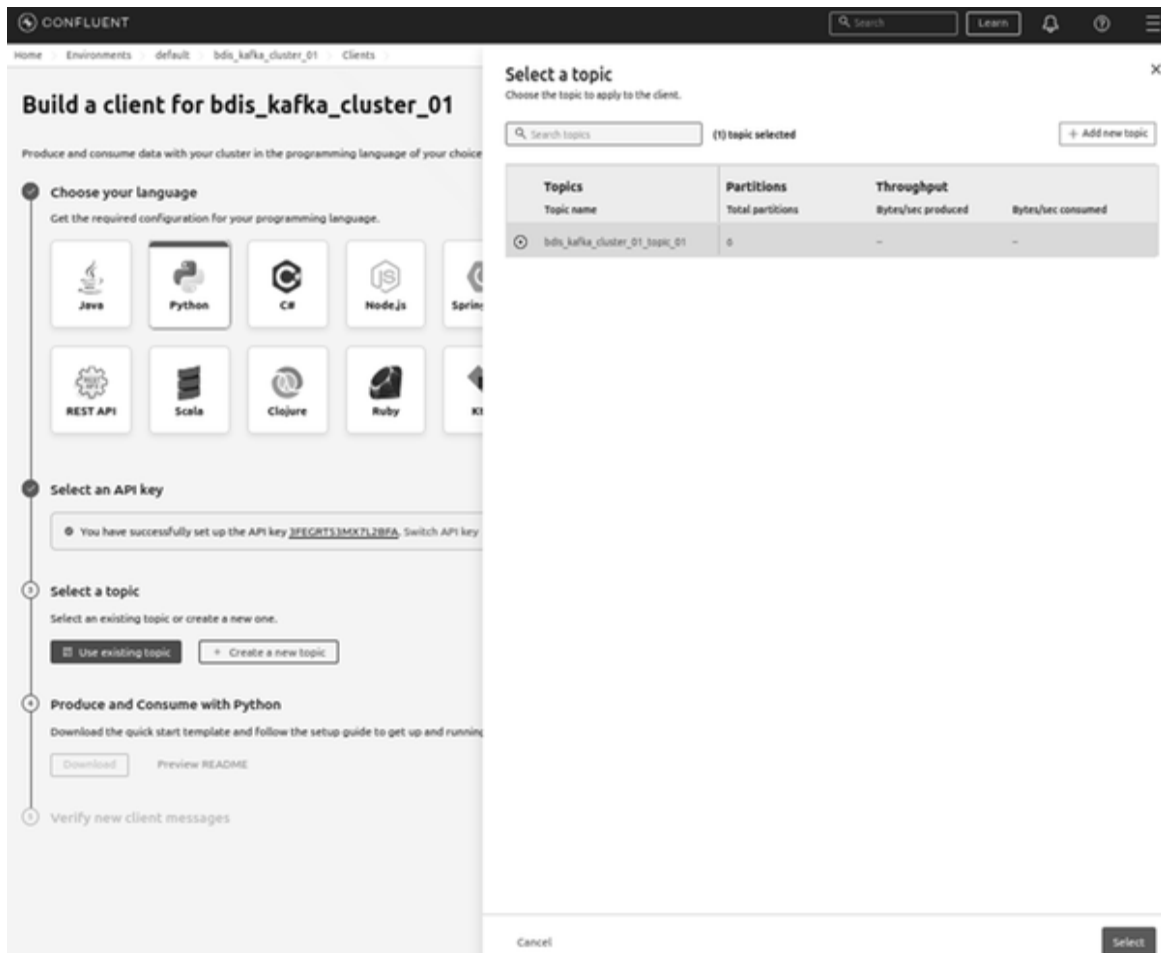 CONFLUENT
Search
Learn
Home > Environments > default > bdis_kafka_cluster_01 > Clients >
Build a client for bdis_kafka_cluster_01
Produce and consume data with your cluster in the programming language of your choice
Choose your language
Get the required configuration for your programming language.
Java
Python
C#
Node.js
Spring
REST API
Scala
Clojure
Ruby
Select an API key
You have successfully set up the API key 3FEGRTS3MX7L2BFA. Switch API key
3
Select a topic
Select an existing topic or create a new one.
Use existing topic
+ Create a new topic
4
Produce and Consume with Python
Download the quick start template and follow the setup guide to get up and running
Download
Preview README
5
Verify new client messages
Select a topic
Choose the topic to apply to the client.
Search topics
(1) topic selected
+ Add new topic
Topics Partitions Throughput
Topic name Total partitions Bytes/sec produced Bytes/sec consumed
bdis_kafka_cluster_01_topic_01 -- --
Cancel
Select